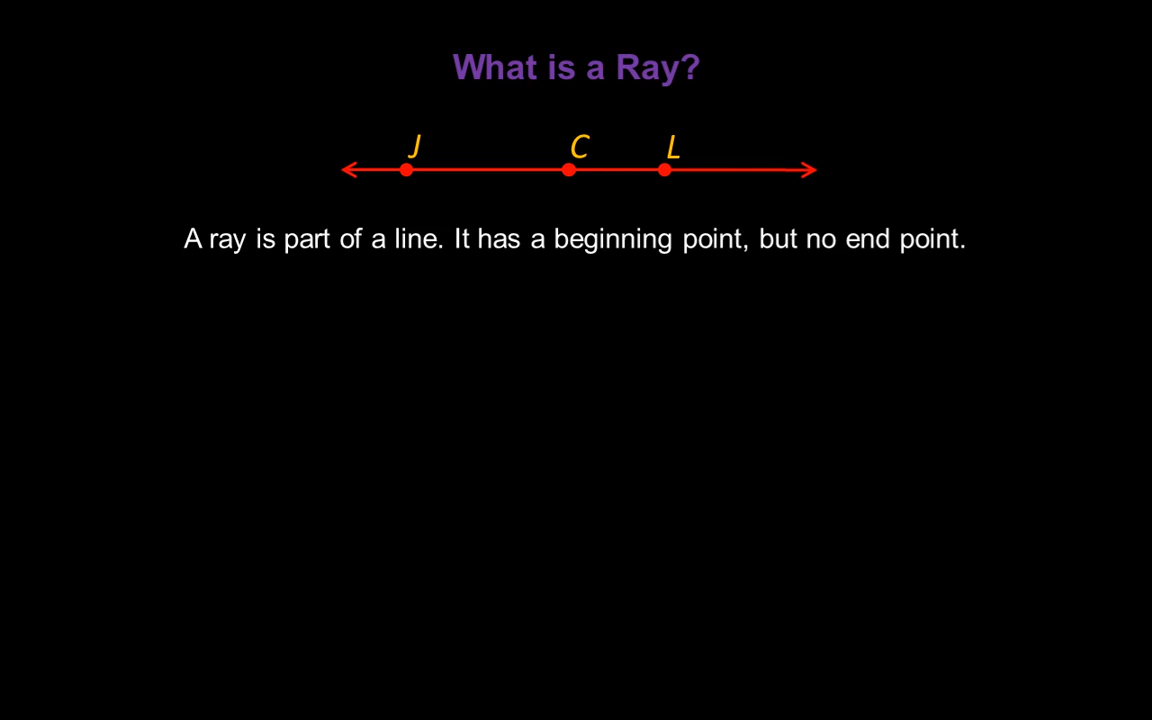 What is a Ray?
J C L
A ray is part of a line. It has a beginning point, but no end point.